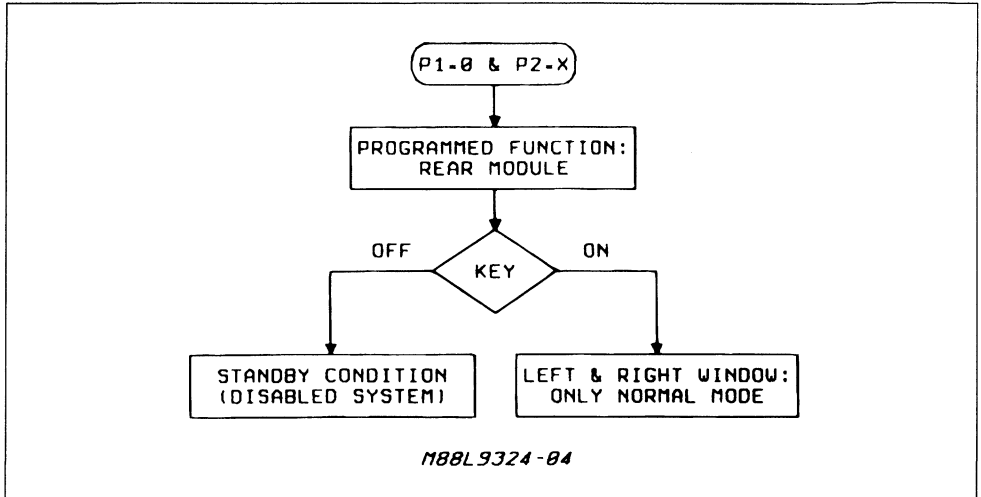 P1-0 & P2-X
PROGRAMMED FUNCTION:
REAR MODULE
OFF
KEY
ON
STANDBY CONDITION
(DISABLED SYSTEM)
LEFT & RIGHT WINDOW:
ONLY NORMAL MODE
M88L9324-04